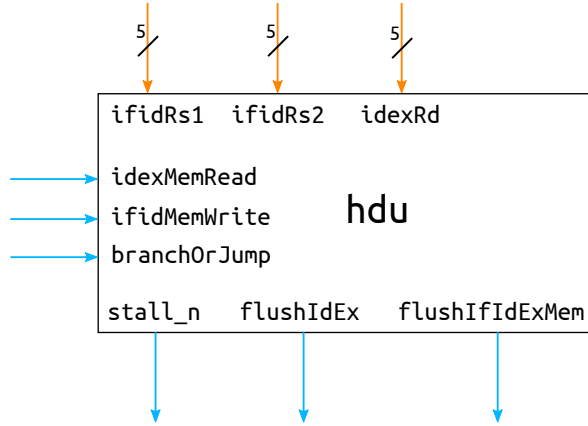 5 5 5
ifidRs1 ifidRs2 idexRd
idexMemRead
ifidMemWrite
branchOrJump
hdu
stall_n flushIdEx flushIfIdExMem